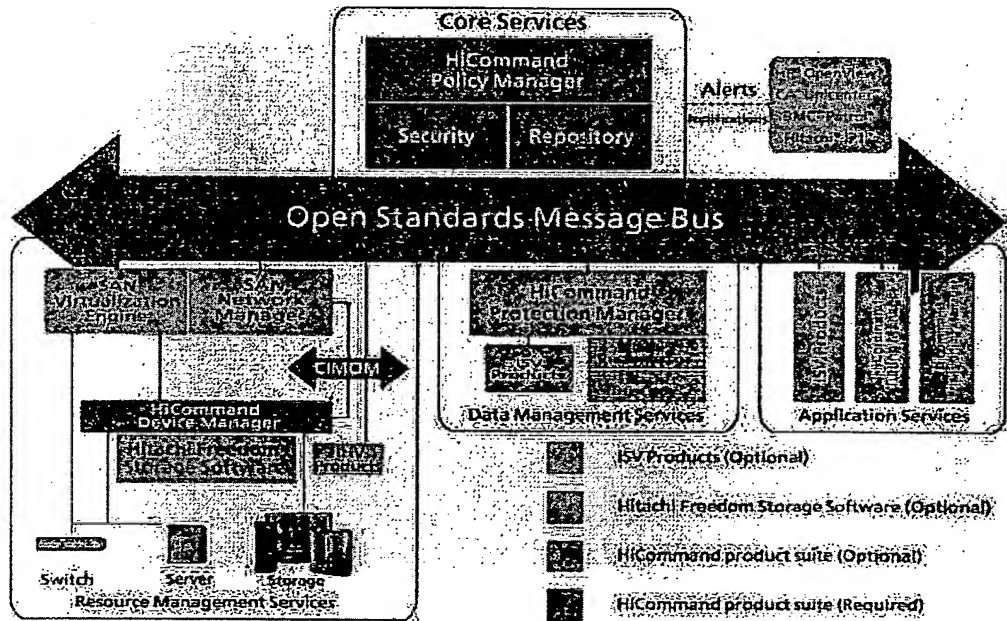 Core Services
HiCommand
Policy Manager
Security
Repository
Alerts
Notifications
OpenView
CA-Unicenter
BMC-Patrol
Open Standards Message Bus
SAN
Virtualization
Engine
SAN
Network
Manager
CIMOM
HiCommand
Device Manager
Hitachi Freedom
Storage Software
Products
Switch
Server
Storage
Resource Management Services
HiCommand
Protection Manager
Products
Data Management Services
ISV Products
Application Services
ISV Products (Optional)
Hitachi Freedom Storage Software (Optional)
HiCommand product suite (Optional)
HiCommand product suite (Required)